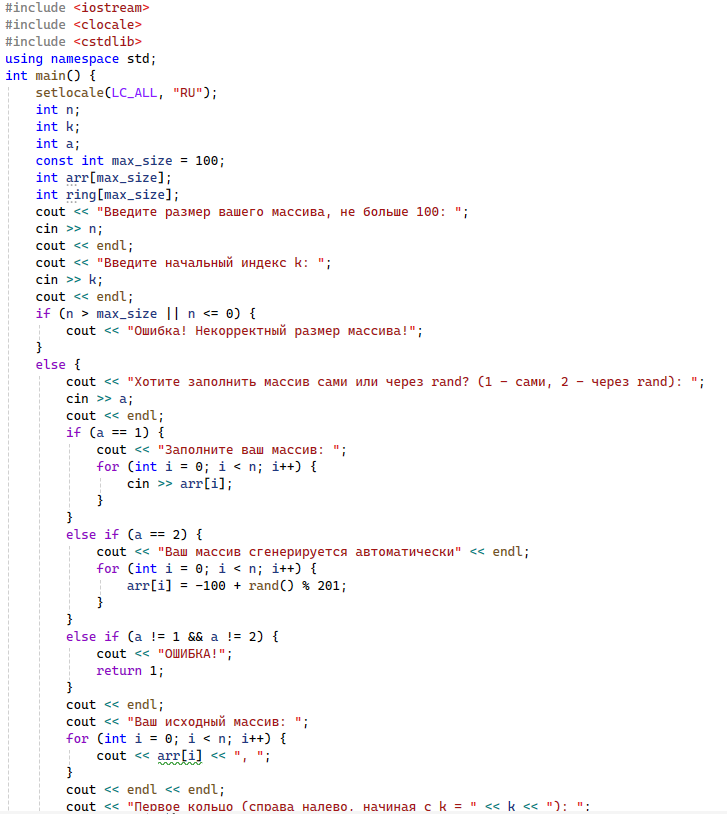 #include <iostream>
#include <clocale>
#include <cstdlib>
using namespace std;
int main() {
    setlocale(LC_ALL, "RU");
    int n;
    int k;
    int a;
    const int max_size = 100;
    int arr[max_size];
    int ring[max_size];
    cout << "Введите размер вашего массива, не больше 100: ";
    cin >> n;
    cout << endl;
    cout << "Введите начальный индекс k: ";
    cin >> k;
    cout << endl;
    if (n > max_size || n <= 0) {
        cout << "Ошибка! Некорректный размер массива!";
    }
    else {
        cout << "Хотите заполнить массив сами или через rand? (1 - сами, 2 - через rand): ";
        cin >> a;
        cout << endl;
        if (a == 1) {
            cout << "Заполните ваш массив: ";
            for (int i = 0; i < n; i++) {
                cin >> arr[i];
            }
        }
        else if (a == 2) {
            cout << "Ваш массив сгенерируется автоматически" << endl;
            for (int i = 0; i < n; i++) {
                arr[i] = -100 + rand() % 201;
            }
        }
        else if (a != 1 && a != 2) {
            cout << "ОШИБКА!";
            return 1;
        }
        cout << endl;
        cout << "Ваш исходный массив: ";
        for (int i = 0; i < n; i++) {
            cout << arr[i] << ", ";
        }
        cout << endl << endl;
        cout << "Первое кольцо (справа налево, начиная с k = " << k << "): ";